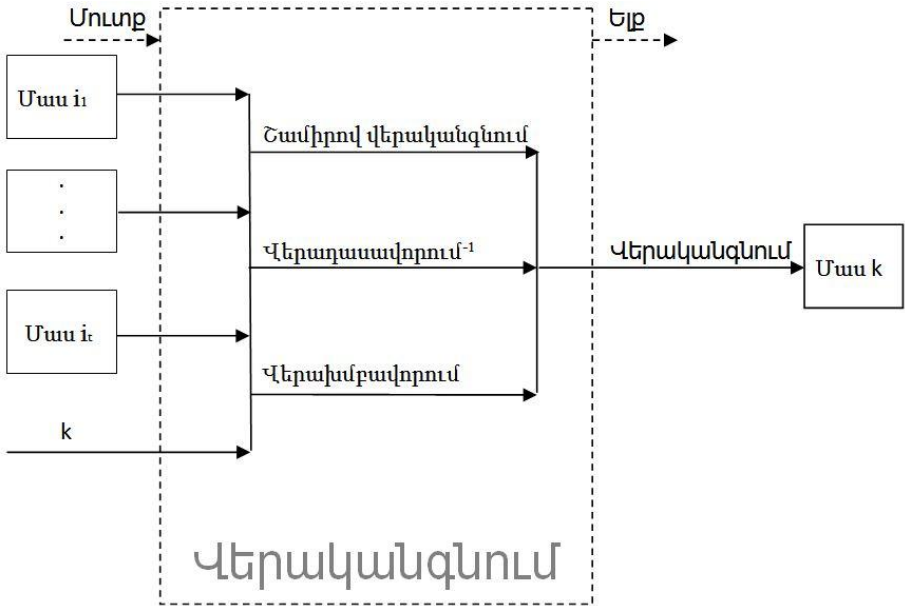 Մուտք
Ելք
Մաս i₁
Շամիրով վերականգնում
.
.
.
Վերադասավորում⁻¹
Վերականգնում
Մաս k
Մաս iₜ
Վերախմբավորում
k
Վերականգնում